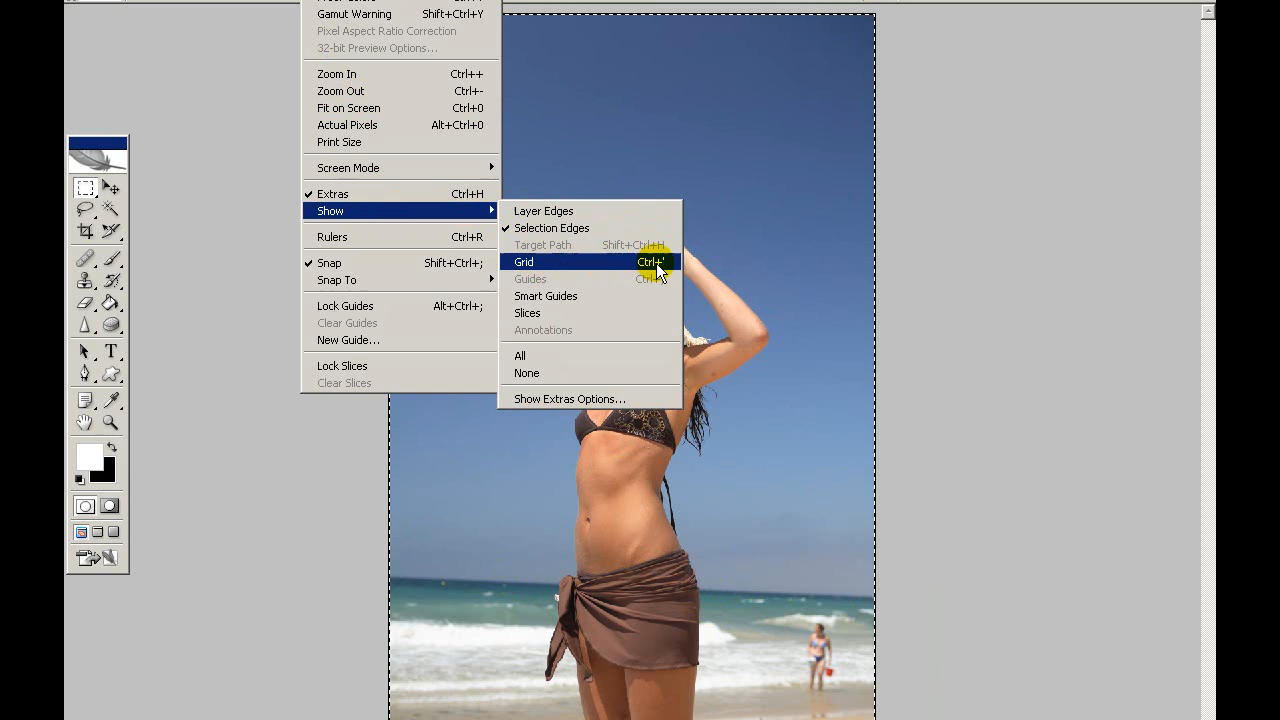 Gamut Warning Shift+Ctrl+Y
Pixel Aspect Ratio Correction
32-bit Preview Options...
Zoom In Ctrl++
Zoom Out Ctrl+-
Fit on Screen Ctrl+0
Actual Pixels Alt+Ctrl+0
Print Size
Screen Mode
Extras Ctrl+H
Show
Rulers Ctrl+R
Snap Shift+Ctrl+;
Snap To
Lock Guides Alt+Ctrl+;
Clear Guides
New Guide...
Lock Slices
Clear Slices
Layer Edges
Selection Edges
Target Path Shift+Ctrl+H
Grid Ctrl+'
Guides
Smart Guides
Slices
Annotations
All
None
Show Extras Options...
T